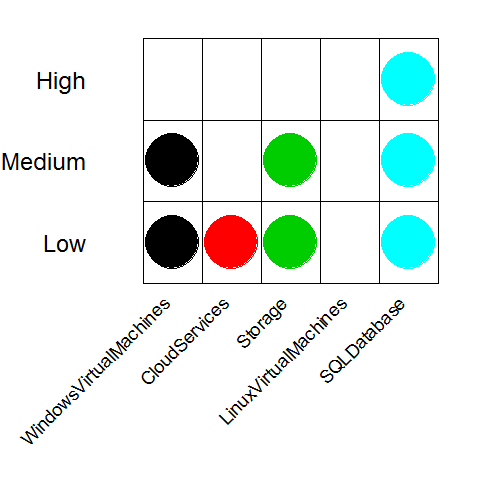 High
Medium
Low
WindowsVirtualMachines
CloudServices
Storage
LinuxVirtualMachines
SQLDatabase